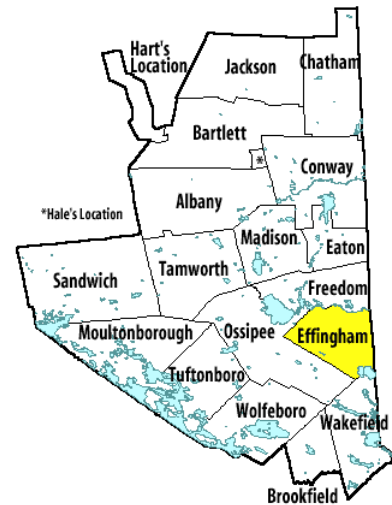 Hart's
Location
Jackson
Chatham
Bartlett
*
Conway
Albany
*Hale's Location
Madison
Eaton
Sandwich
Tamworth
Freedom
Moultonborough
Ossipee
Effingham
Tuftonboro
Wolfeboro
Wakefield
Brookfield